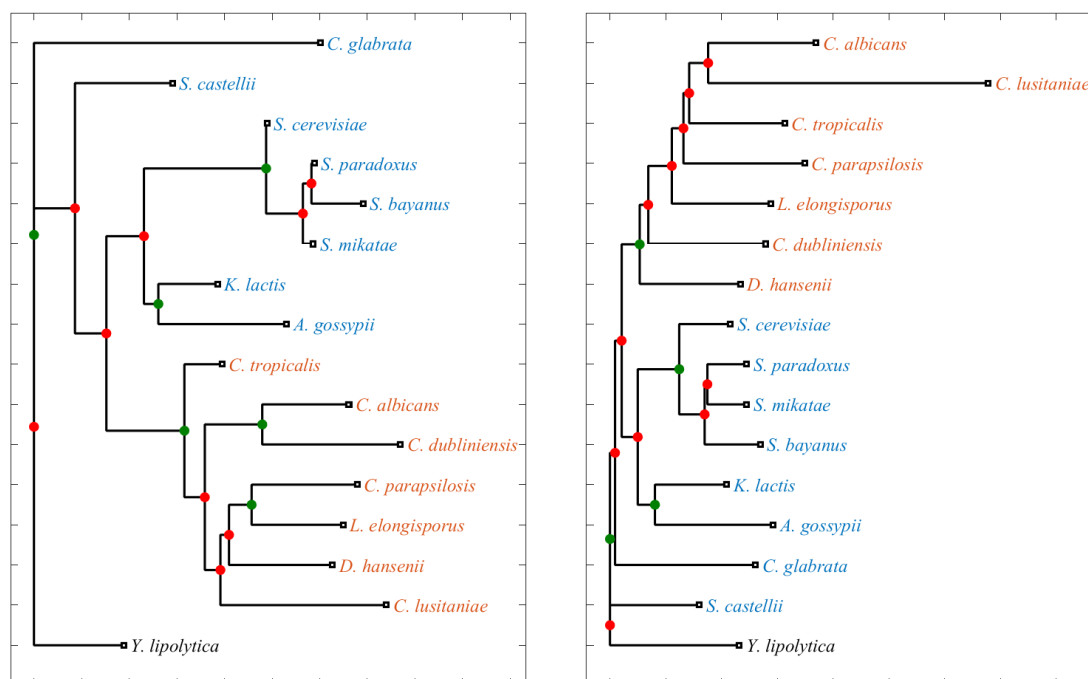 C. glabrata
S. castellii
S. cerevisiae
S. paradoxus
S. bayanus
S. mikatae
K. lactis
A. gossypii
C. tropicalis
C. albicans
C. dubliniensis
C. parapsilosis
L. elongisporus
D. hansenii
C. lusitaniae
Y. lipolytica
C. albicans
C. lusitaniae
C. tropicalis
C. parapsilosis
L. elongisporus
C. dubliniensis
D. hansenii
S. cerevisiae
S. paradoxus
S. mikatae
S. bayanus
K. lactis
A. gossypii
C. glabrata
S. castellii
Y. lipolytica